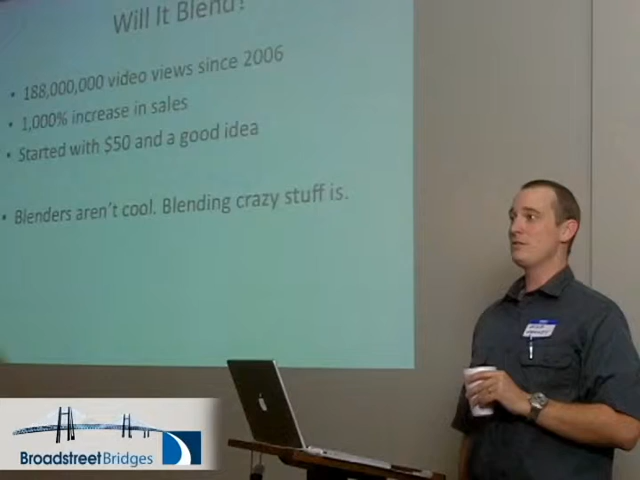 Will It Blend?
• 188,000,000 video views since 2006
• 1,000% increase in sales
• Started with $50 and a good idea
• Blenders aren't cool. Blending crazy stuff is.
BroadstreetBridges